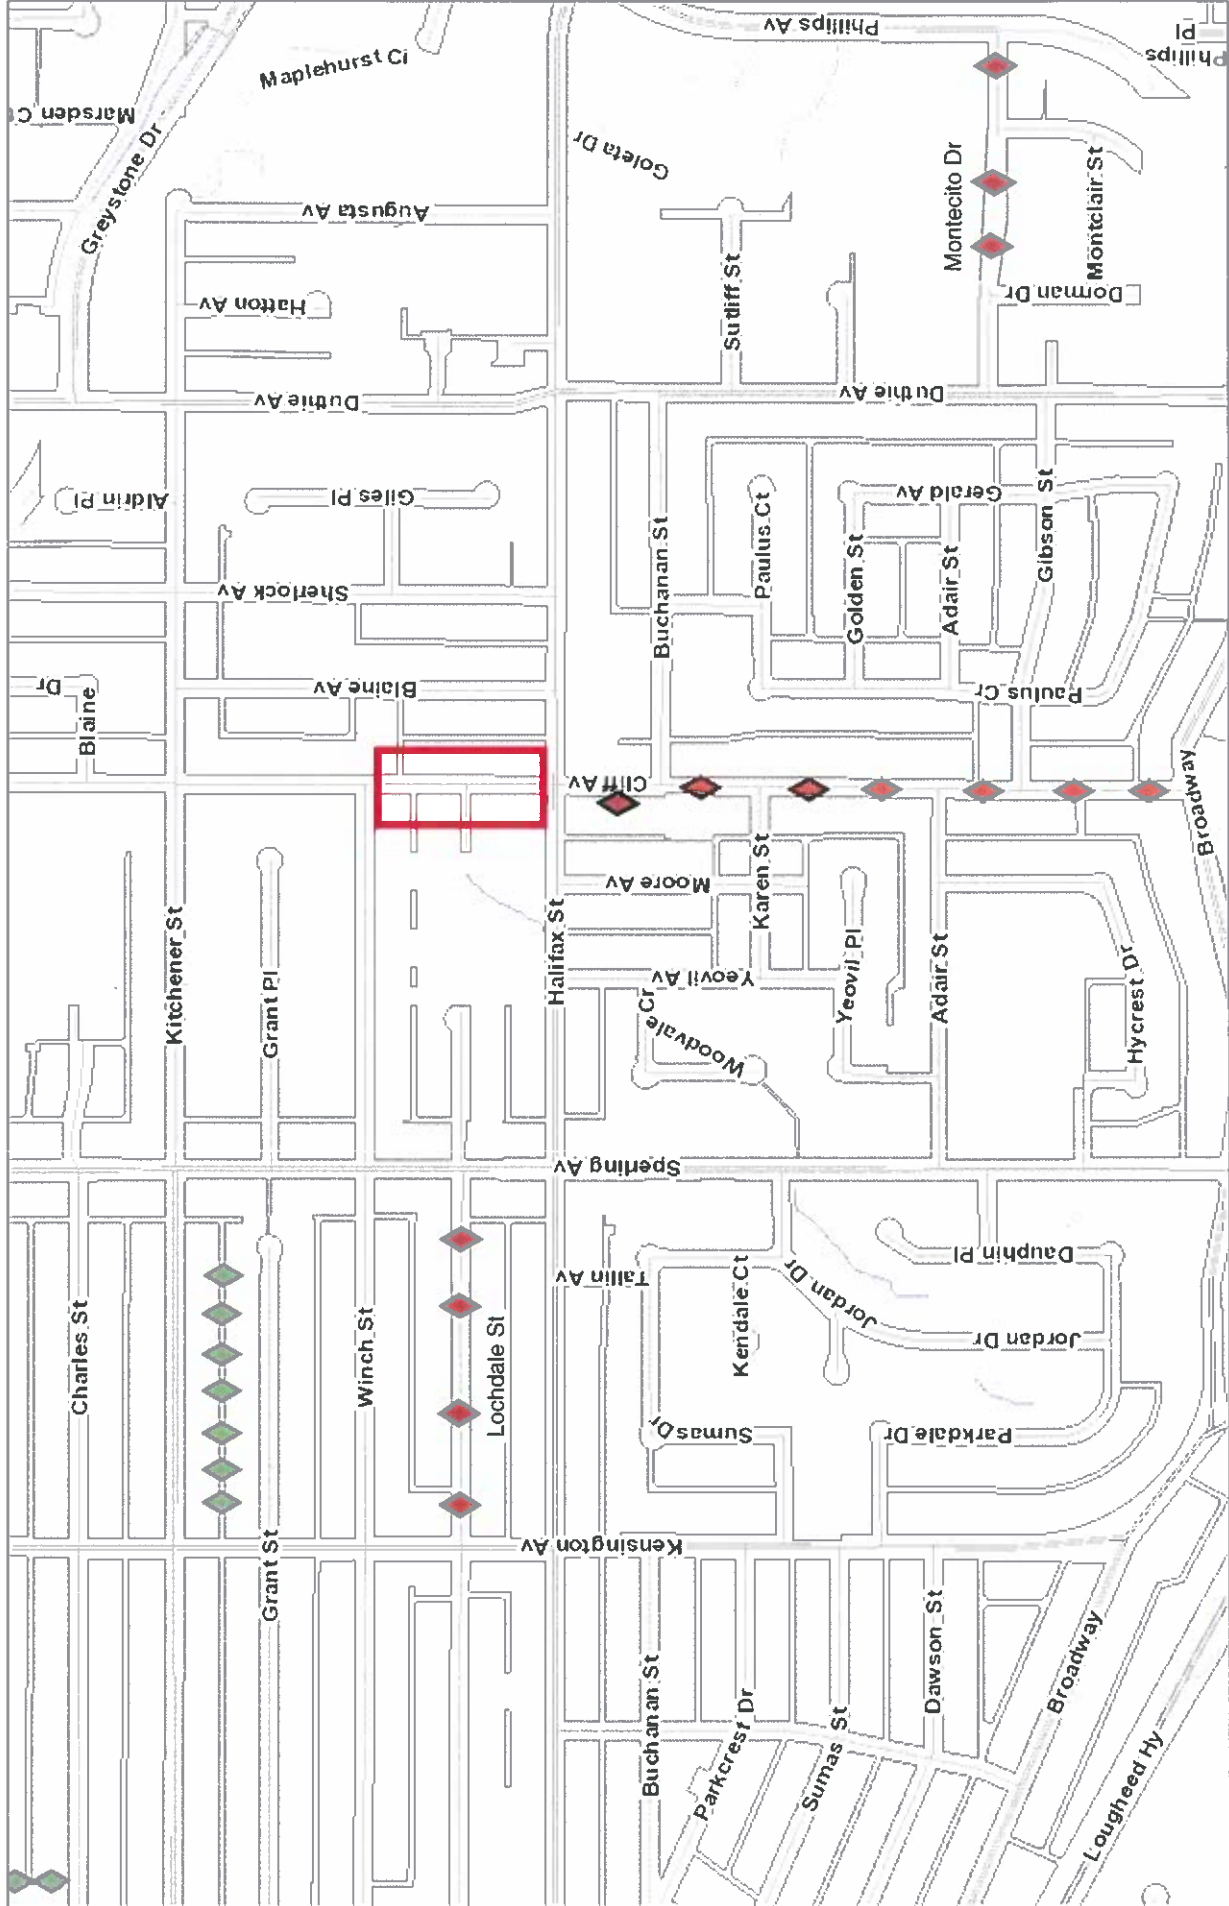 Phillips Av
Phillips
Pl
Maplehurst Ci
Marsden C
Greystone Dr
Goleta Dr
Montecito Dr
Montclair St
Augusta Av
Sutliff St
Hatton Av
Dorman Dr
Duthie Av
Duthie Av
Aldrin Pl
Giles Pl
Paulus Ct
Gerald Av
Buchanan St
Golden St
Adair St
Gibson St
Sherlock Av
Blaine Av
Dr
Blaine
Paulus Cr
Cliff Av
Broadway
Moore Av
Karen St
Kitchener St
Grant Pl
Halifax St
Yeovil Av
Yeovil Pl
Adair St
Hycrest Dr
Woodvale Cr
Sperling Av
Tallin Av
Dauphin Pl
Kendale Ct
Jordan Dr
Jordan Dr
Charles St
Winch St
Lochdale St
Sumas Dr
Parkdale Dr
Kensington Av
Grant St
Buchanan St
Parkcrest Dr
Sumas St
Dawson St
Broadway
Lougheed Hy